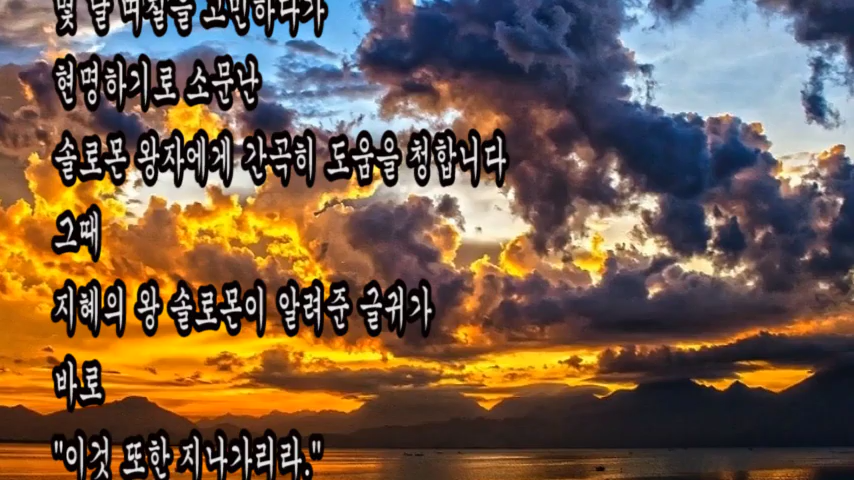 몇 날 며칠을 고민하다가
현명하기로 소문난
솔로몬 왕자에게 간곡히 도움을 청합니다
그때
지혜의 왕 솔로몬이 알려준 글귀가
바로
"이것 또한 지나가리라."